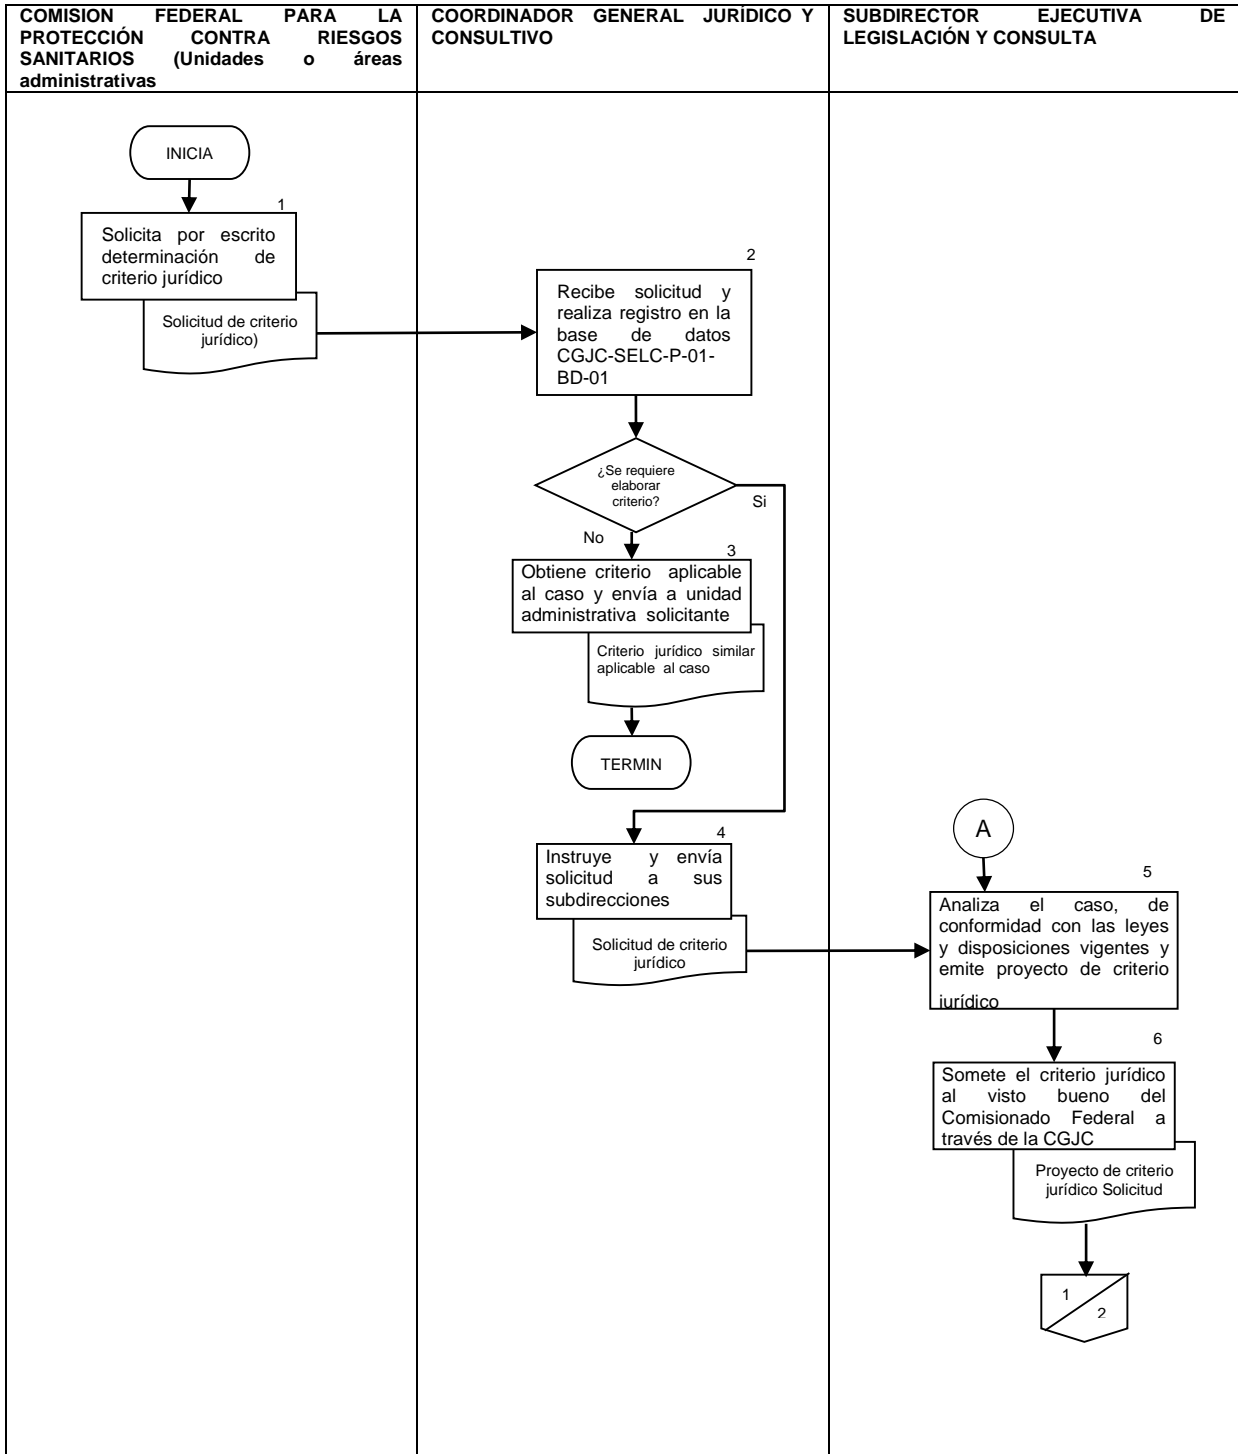 COMISION FEDERAL PARA LA
PROTECCIÓN CONTRA RIESGOS
SANITARIOS (Unidades o áreas
administrativas
COORDINADOR GENERAL JURÍDICO Y
CONSULTIVO
SUBDIRECTOR EJECUTIVA DE
LEGISLACIÓN Y CONSULTA
INICIA
1
Solicita por escrito
determinación de
criterio jurídico
Solicitud de criterio
jurídico)
2
Recibe solicitud y
realiza registro en la
base de datos
CGJC-SELC-P-01-
BD-01
¿Se requiere
elaborar
criterio?
Si
No
3
Obtiene criterio aplicable
al caso y envía a unidad
administrativa solicitante
Criterio jurídico similar
aplicable al caso
TERMIN
4
Instruye y envía
solicitud a sus
subdirecciones
Solicitud de criterio
jurídico
A
5
Analiza el caso, de
conformidad con las leyes
y disposiciones vigentes y
emite proyecto de criterio
jurídico
6
Somete el criterio jurídico
al visto bueno del
Comisionado Federal a
través de la CGJC
Proyecto de criterio
jurídico Solicitud
1
2